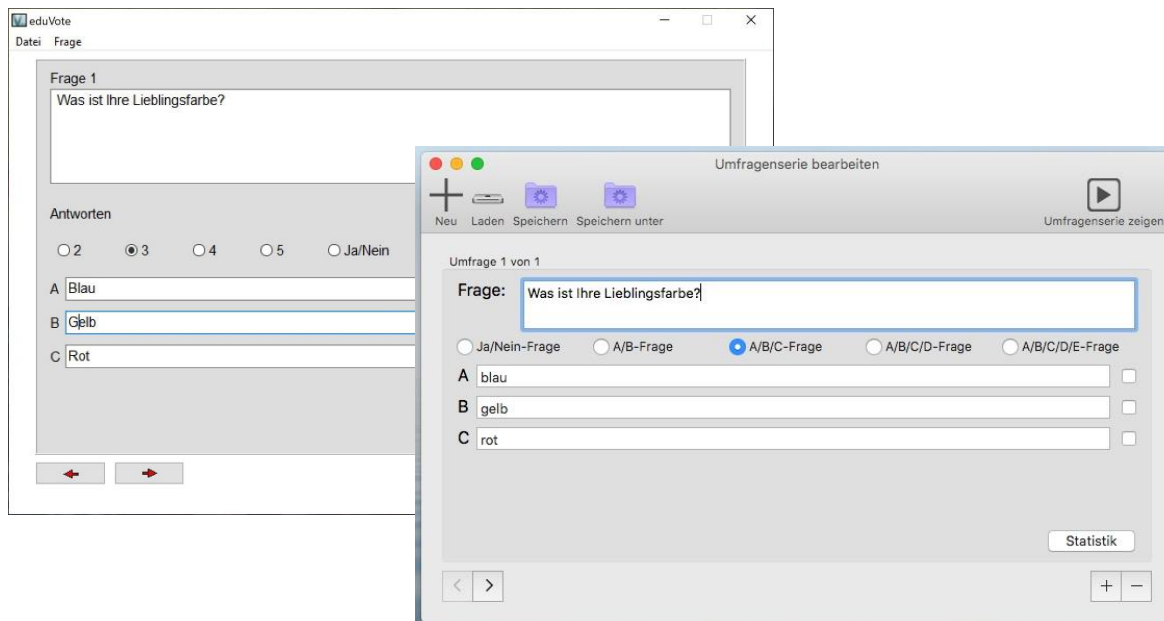 eduVote
Datei Frage
Frage 1
Was ist Ihre Lieblingsfarbe?
Antworten
2 3 4 5 Ja/Nein
A Blau
B Gelb
C Rot
Umfragenserie bearbeiten
Neu Laden Speichern Speichern unter Umfragenserie zeigen
Umfrage 1 von 1
Frage: Was ist Ihre Lieblingsfarbe?
Ja/Nein-Frage A/B-Frage A/B/C-Frage A/B/C/D-Frage A/B/C/D/E-Frage
A blau
B gelb
C rot
Statistik